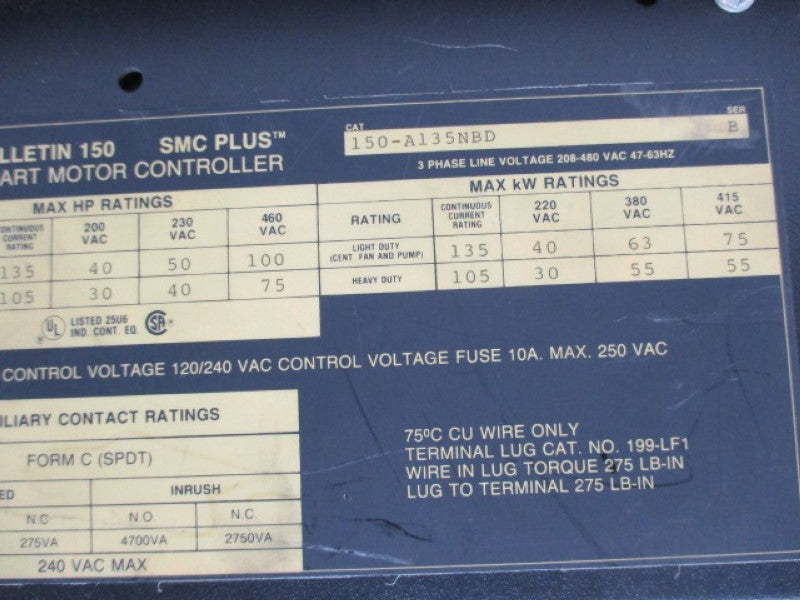 LLETIN 150 SMC PLUS™
ART MOTOR CONTROLLER
CAT
150-A135NBD
SER
B
3 PHASE LINE VOLTAGE 208-480 VAC 47-63HZ
MAX HP RATINGS
CONTINUOUS CURRENT RATING 200 VAC 230 VAC 460 VAC
135 40 50 100
105 30 40 75
MAX kW RATINGS
RATING CONTINUOUS CURRENT RATING 220 VAC 380 VAC 415 VAC
LIGHT DUTY (CENT. FAN AND PUMP) 135 40 63 75
HEAVY DUTY 105 30 55 55
UL LISTED 25U6
IND. CONT. EQ. SA
CONTROL VOLTAGE 120/240 VAC CONTROL VOLTAGE FUSE 10A. MAX. 250 VAC
ILIARY CONTACT RATINGS
FORM C (SPDT)
ED INRUSH
N.C N.O. N.C.
275VA 4700VA 2750VA
240 VAC MAX
75ºC CU WIRE ONLY
TERMINAL LUG CAT. NO. 199-LF1
WIRE IN LUG TORQUE 275 LB-IN
LUG TO TERMINAL 275 LB-IN